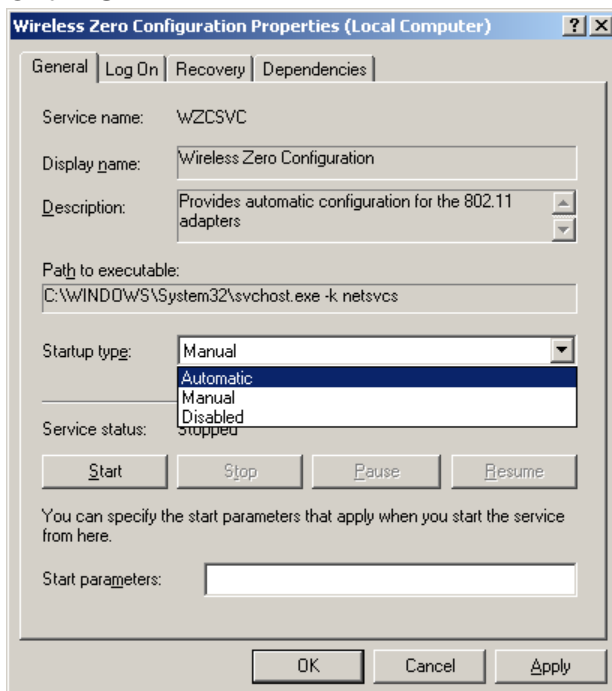 Wireless Zero Configuration Properties (Local Computer)
General Log On Recovery Dependencies
Service name: WZCSVC
Display name: Wireless Zero Configuration
Description: Provides automatic configuration for the 802.11
adapters
Path to executable:
C:\WINDOWS\System32\svchost.exe -k netsvcs
Startup type: Manual
Automatic
Manual
Disabled
Service status: Stopped
Start Stop Pause Resume
You can specify the start parameters that apply when you start the service
from here.
Start parameters:
OK Cancel Apply